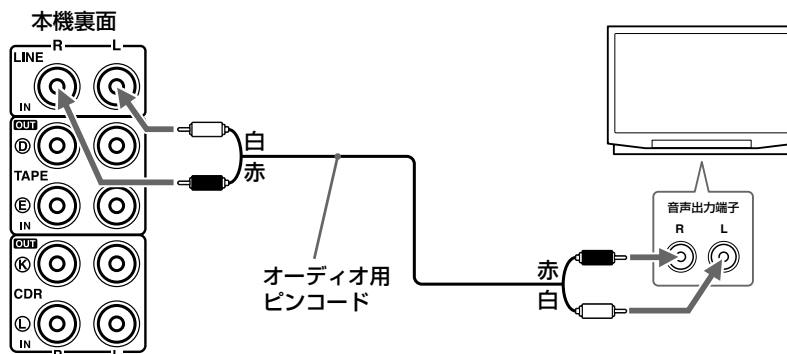 本機裏面
R L
LINE
IN
OUT
D
TAPE
E
IN
OUT
K
CDR
L
IN
R L
白
赤
オーディオ用
ピンコード
音声出力端子
R L
赤
白